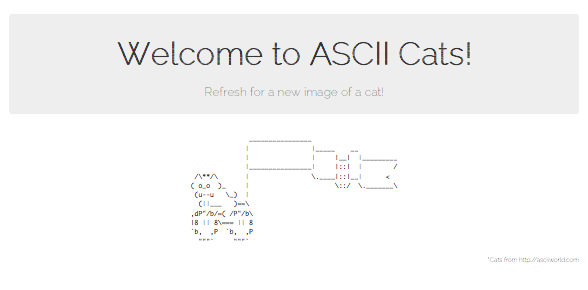 Welcome to ASCII Cats!
Refresh for a new image of a cat!
*Cats from http://asciiworld.com